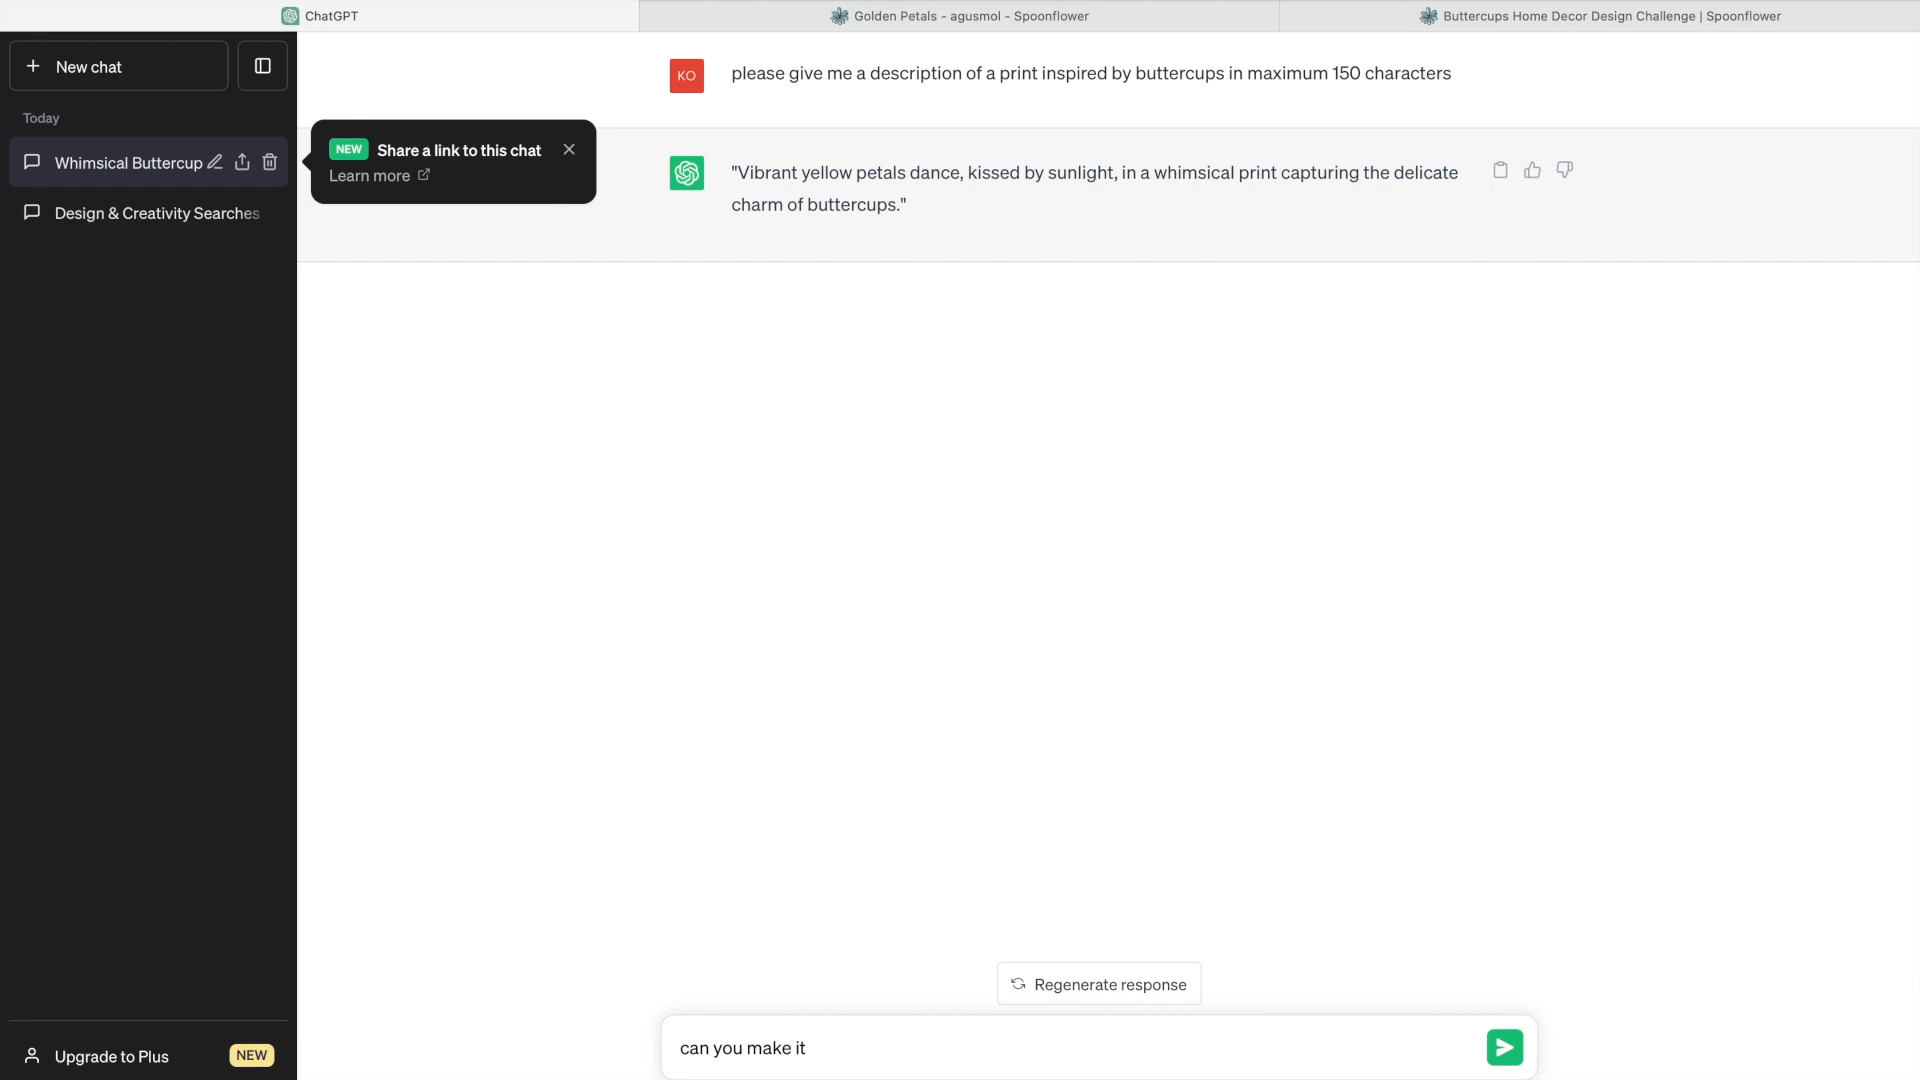 ChatGPT
Golden Petals - agusmol - Spoonflower
Buttercups Home Decor Design Challenge | Spoonflower
New chat
Today
Whimsical Buttercup
Design & Creativity Searches
NEW Share a link to this chat
Learn more
KO
please give me a description of a print inspired by buttercups in maximum 150 characters
"Vibrant yellow petals dance, kissed by sunlight, in a whimsical print capturing the delicate
charm of buttercups."
Regenerate response
can you make it
Upgrade to Plus
NEW